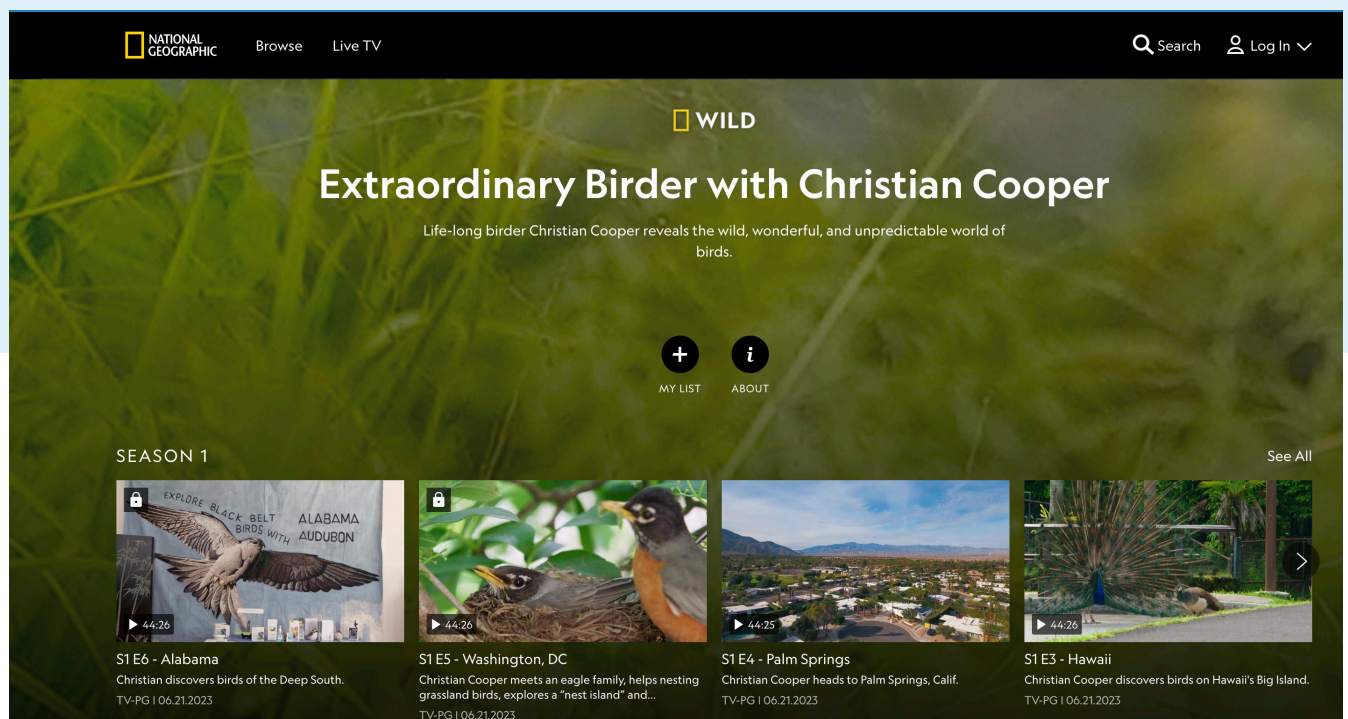 NATIONAL
GEOGRAPHIC
Browse
Live TV
Search
Log In
WILD
Extraordinary Birder with Christian Cooper
Life-long birder Christian Cooper reveals the wild, wonderful, and unpredictable world of
birds.
MY LIST
ABOUT
SEASON 1
See All
EXPLORE BLACK BELT
BIRDS WITH
ALABAMA
AUDUBON
44:26
S1 E6 - Alabama
Christian discovers birds of the Deep South.
TV-PG | 06.21.2023
44:26
S1 E5 - Washington, DC
Christian Cooper meets an eagle family, helps nesting
grassland birds, explores a “nest island” and...
TV-PG | 06.21.2023
44:25
S1 E4 - Palm Springs
Christian Cooper heads to Palm Springs, Calif.
TV-PG | 06.21.2023
44:26
S1 E3 - Hawaii
Christian Cooper discovers birds on Hawaii's Big Island.
TV-PG | 06.21.2023